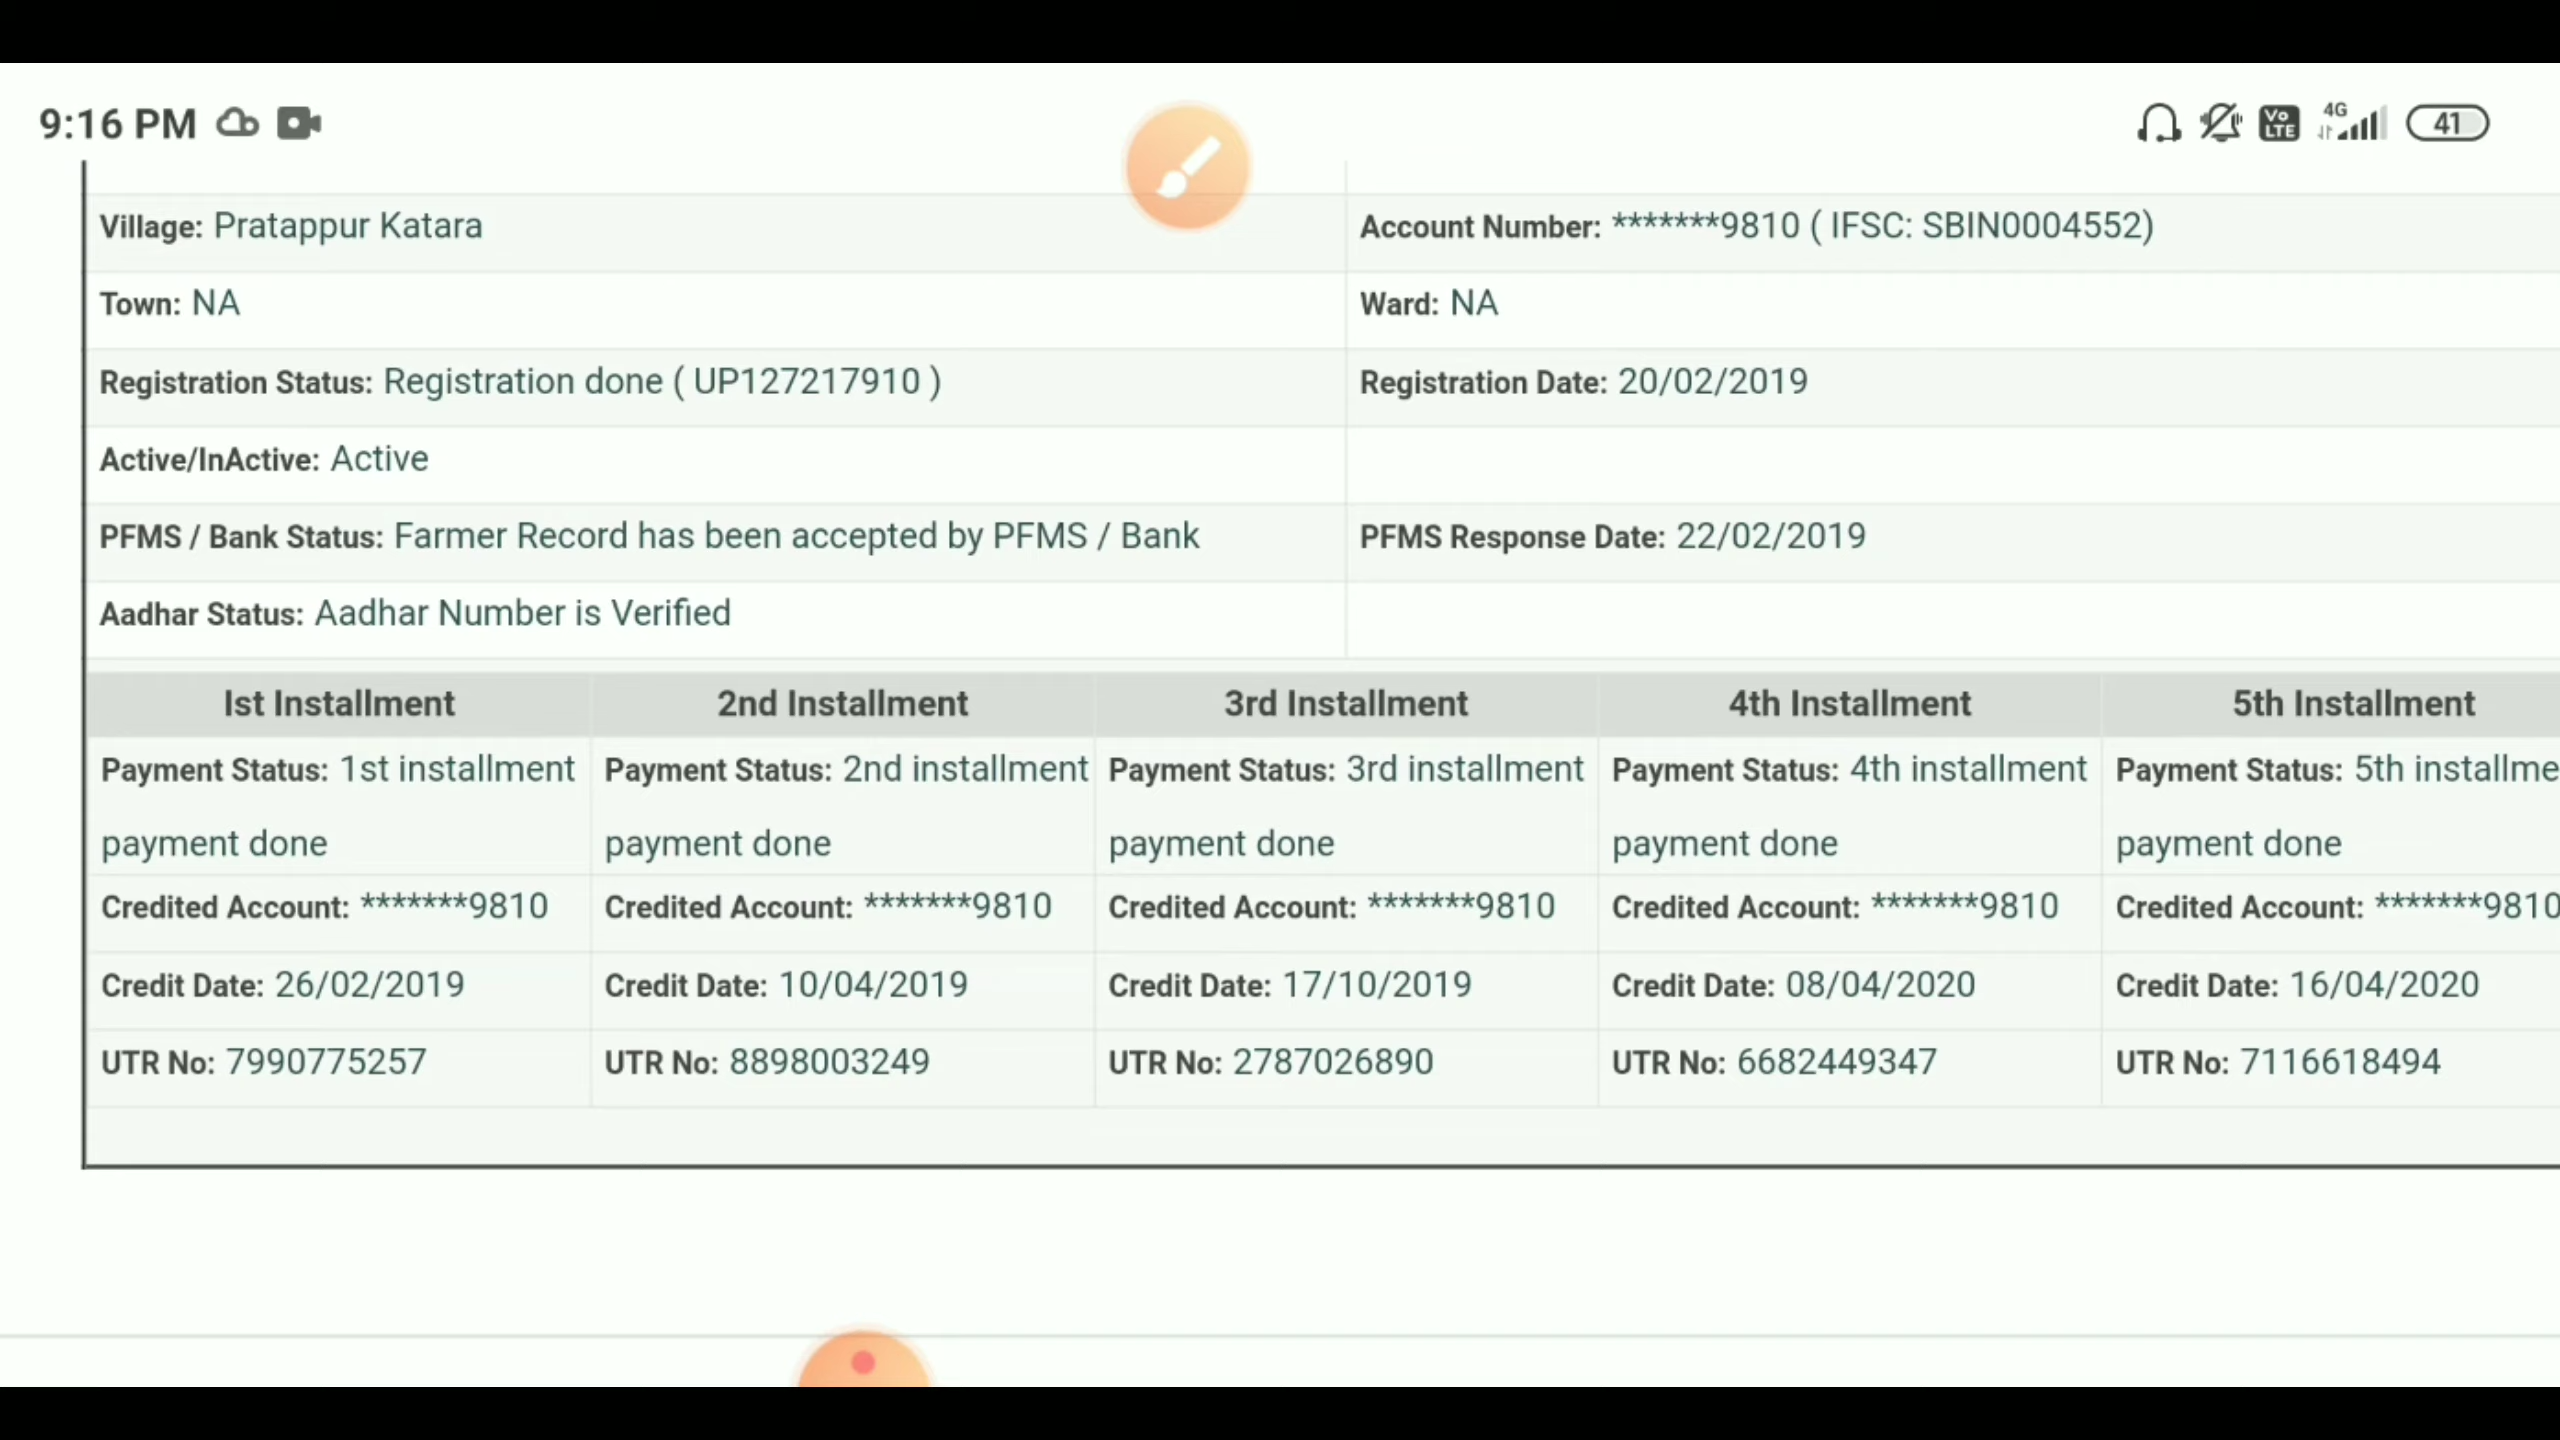 9:16 PM
Vo LTE 4G 41
Village: Pratappur Katara Account Number: *******9810 ( IFSC: SBIN0004552)
Town: NA Ward: NA
Registration Status: Registration done ( UP127217910 ) Registration Date: 20/02/2019
Active/InActive: Active
PFMS / Bank Status: Farmer Record has been accepted by PFMS / Bank PFMS Response Date: 22/02/2019
Aadhar Status: Aadhar Number is Verified
Ist Installment 2nd Installment 3rd Installment 4th Installment 5th Installment
Payment Status: 1st installment Payment Status: 2nd installment Payment Status: 3rd installment Payment Status: 4th installment Payment Status: 5th installme
payment done payment done payment done payment done payment done
Credited Account: *******9810 Credited Account: *******9810 Credited Account: *******9810 Credited Account: *******9810 Credited Account: *******9810
Credit Date: 26/02/2019 Credit Date: 10/04/2019 Credit Date: 17/10/2019 Credit Date: 08/04/2020 Credit Date: 16/04/2020
UTR No: 7990775257 UTR No: 8898003249 UTR No: 2787026890 UTR No: 6682449347 UTR No: 7116618494